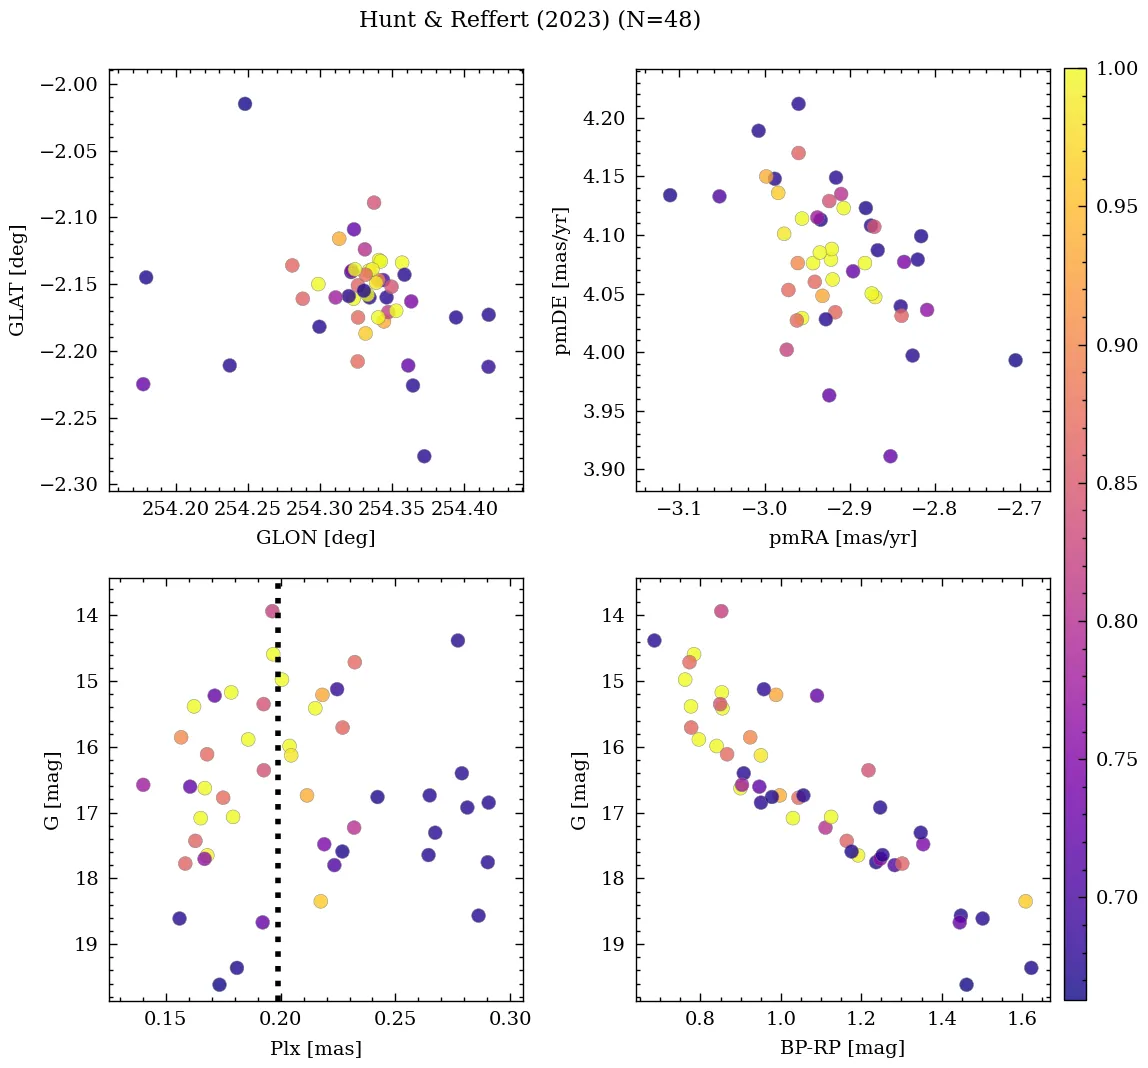 Hunt & Reffert (2023) (N=48)
−2.00
−2.05
−2.10
−2.15
−2.20
−2.25
−2.30
GLAT [deg]
254.20 254.25 254.30 254.35 254.40
GLON [deg]
4.20
4.15
4.10
4.05
4.00
3.95
3.90
pmDE [mas/yr]
−3.1 −3.0 −2.9 −2.8 −2.7
pmRA [mas/yr]
14
15
16
17
18
19
G [mag]
0.15 0.20 0.25 0.30
Plx [mas]
14
15
16
17
18
19
G [mag]
0.8 1.0 1.2 1.4 1.6
BP-RP [mag]
1.00
0.95
0.90
0.85
0.80
0.75
0.70